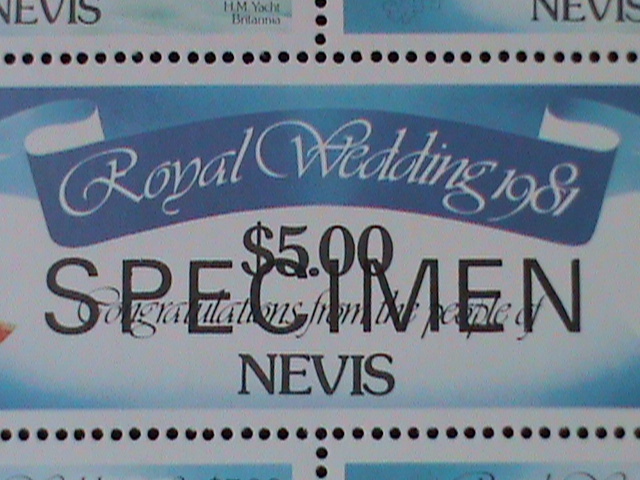 NEVIS
H.M. Yacht
Britannia
NEVIS
Royal Wedding 1981
$5.00
SPECIMEN
Congratulations from the people of
NEVIS